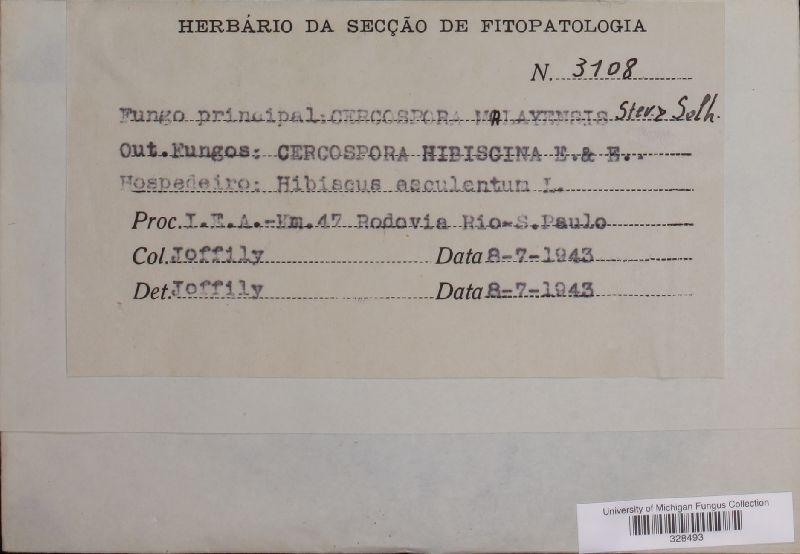 HERBÁRIO DA SECÇÃO DE FITOPATOLOGIA
N. 3108
Fungo principal: CERCOSPORA MALAYENSIS Stev & Solh.
Out.Fungos: CERCOSPORA HIBISCINA E.& E..
Hospedeiro: Hibiscus esculentum L.
Proc. I.E.A.-Km.47 Rodovia Rio-S.Paulo
Col. Joffily Data 8-7-1943
Det. Joffily Data 8-7-1943
University of Michigan Fungus Collection
328493